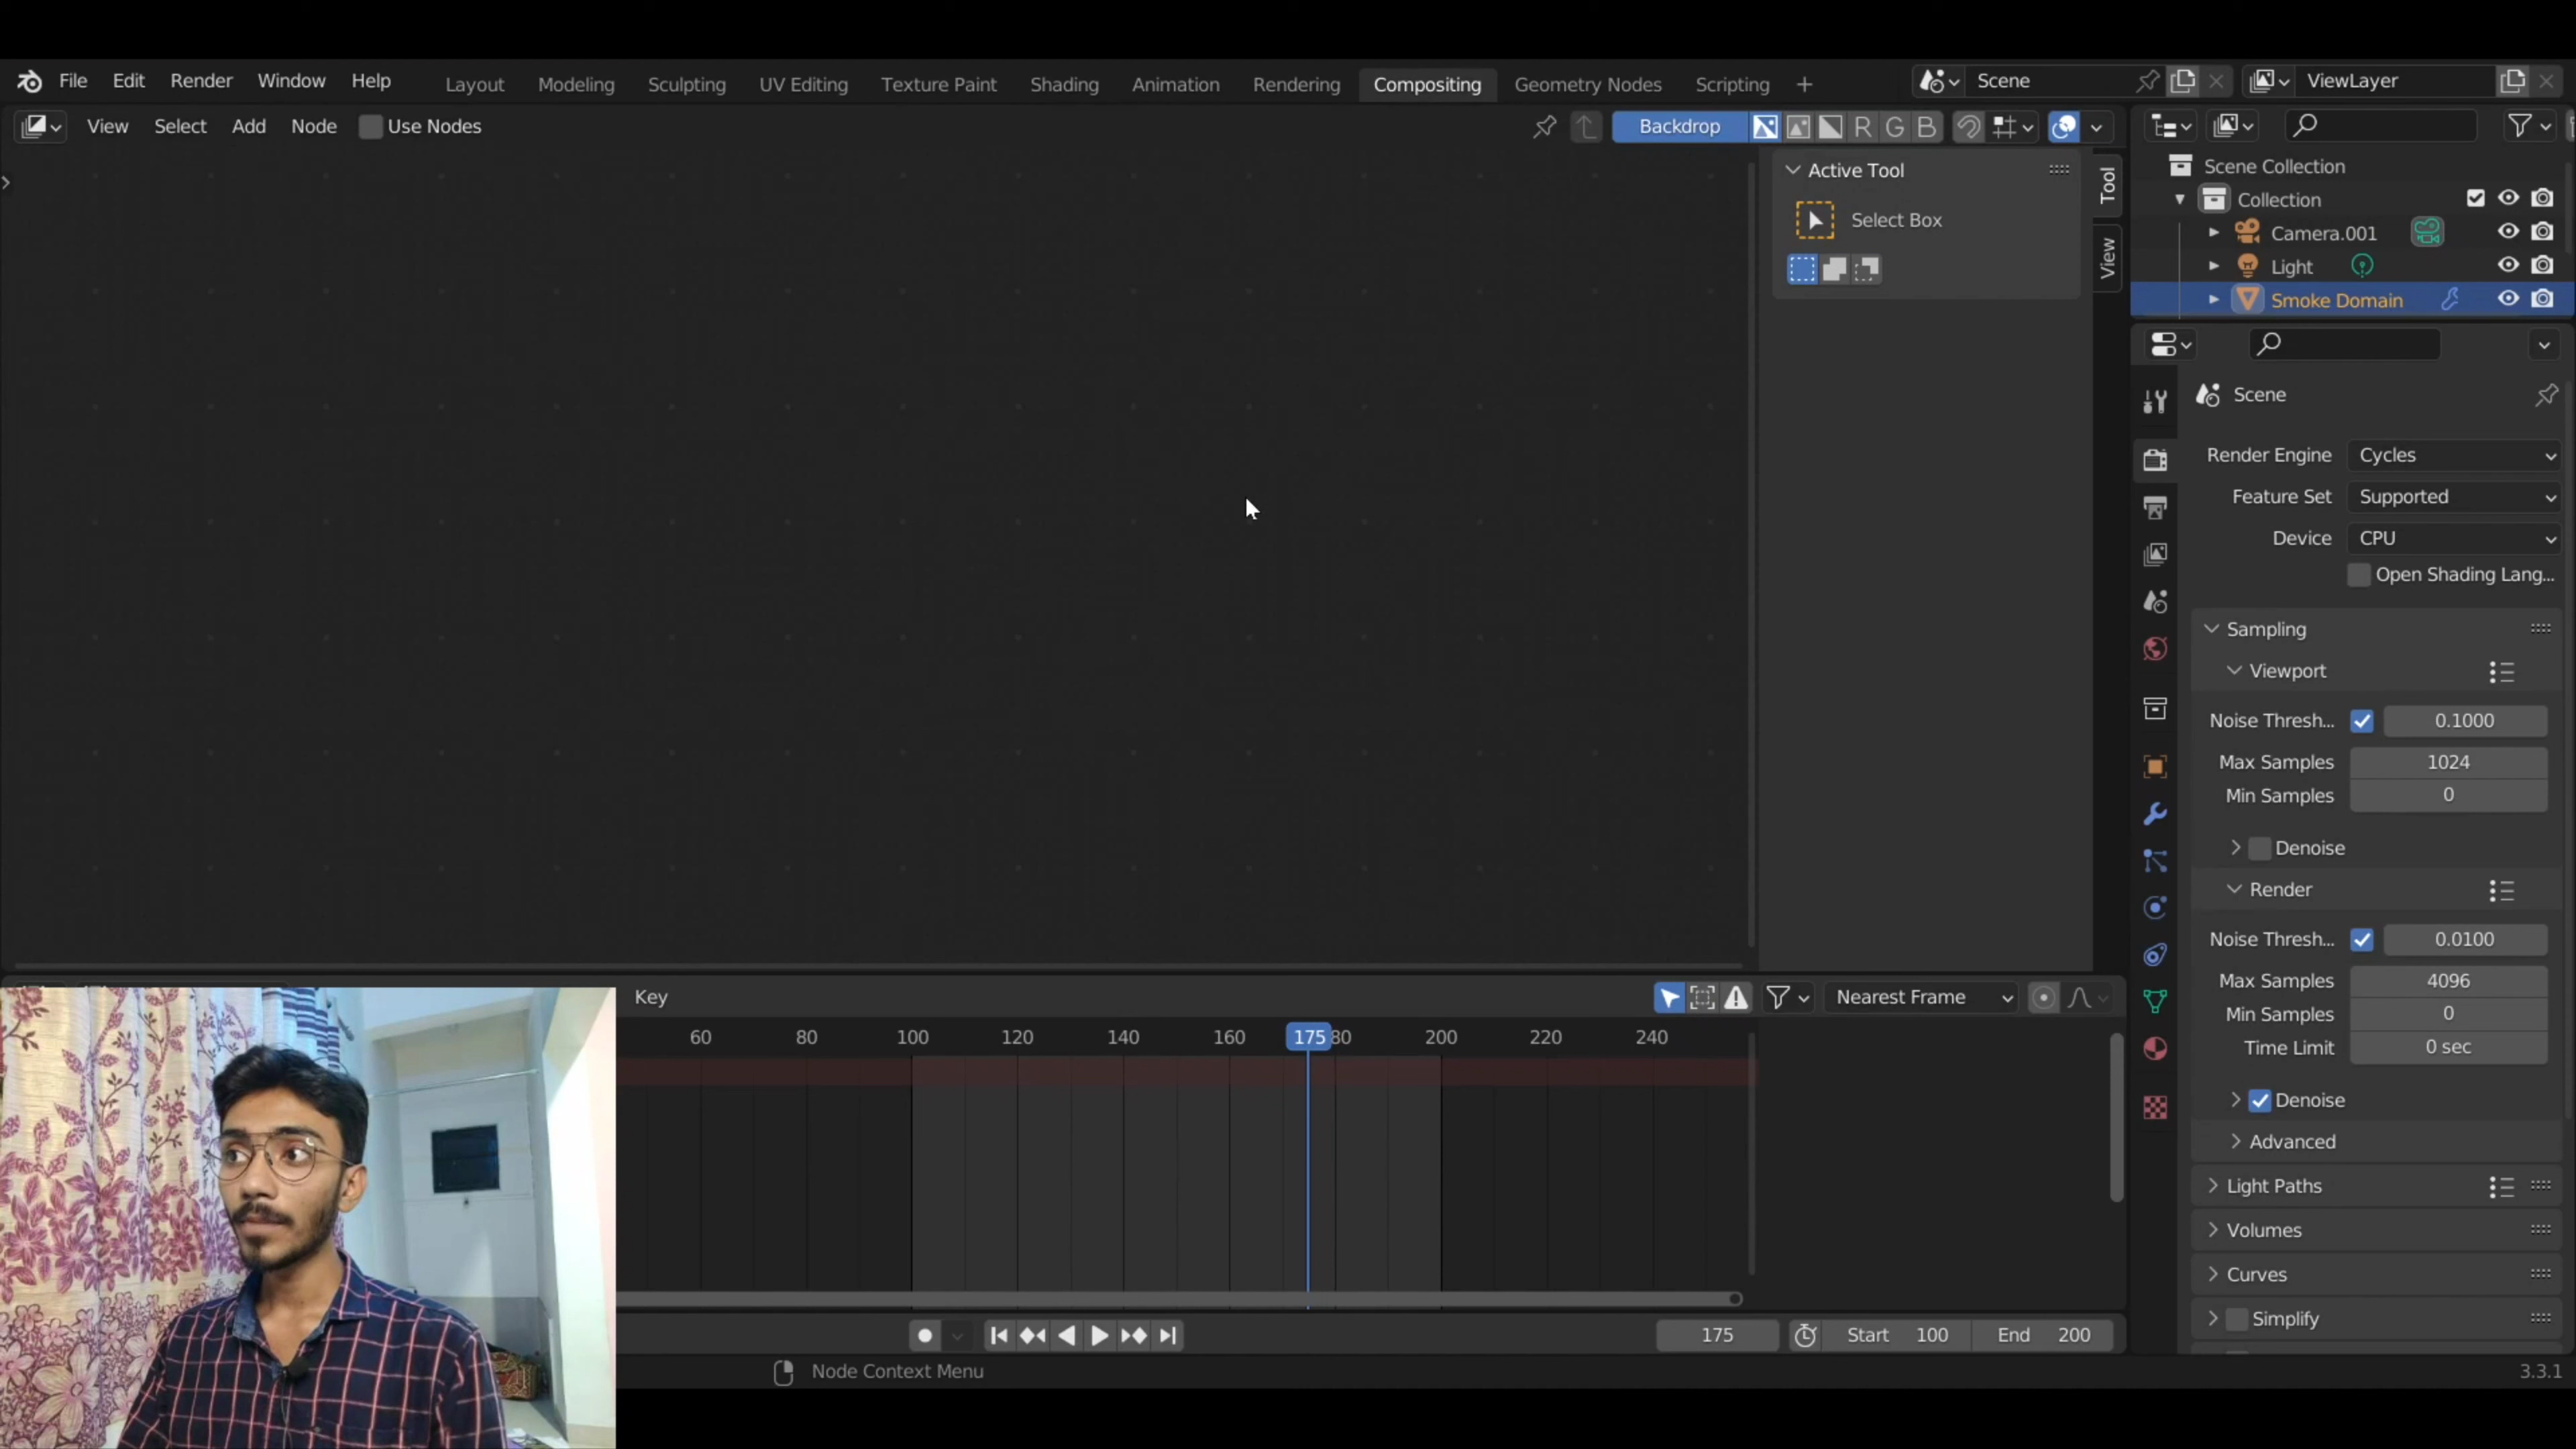 File Edit Render Window Help Layout Modeling Sculpting UV Editing Texture Paint Shading Animation Rendering Compositing Geometry Nodes Scripting + Scene ViewLayer
View Select Add Node Use Nodes Backdrop R G B
Active Tool
Select Box
Tool
View
Scene Collection
Collection
Camera.001
Light
Smoke Domain
Scene
Render Engine Cycles
Feature Set Supported
Device CPU
Open Shading Lang...
Sampling
Viewport
Noise Thresh... 0.1000
Max Samples 1024
Min Samples 0
Denoise
Render
Noise Thresh... 0.0100
Max Samples 4096
Min Samples 0
Time Limit 0 sec
Denoise
Advanced
Light Paths
Volumes
Curves
Simplify
Key Nearest Frame
60 80 100 120 140 160 175 80 200 220 240
175 Start 100 End 200
Node Context Menu 3.3.1